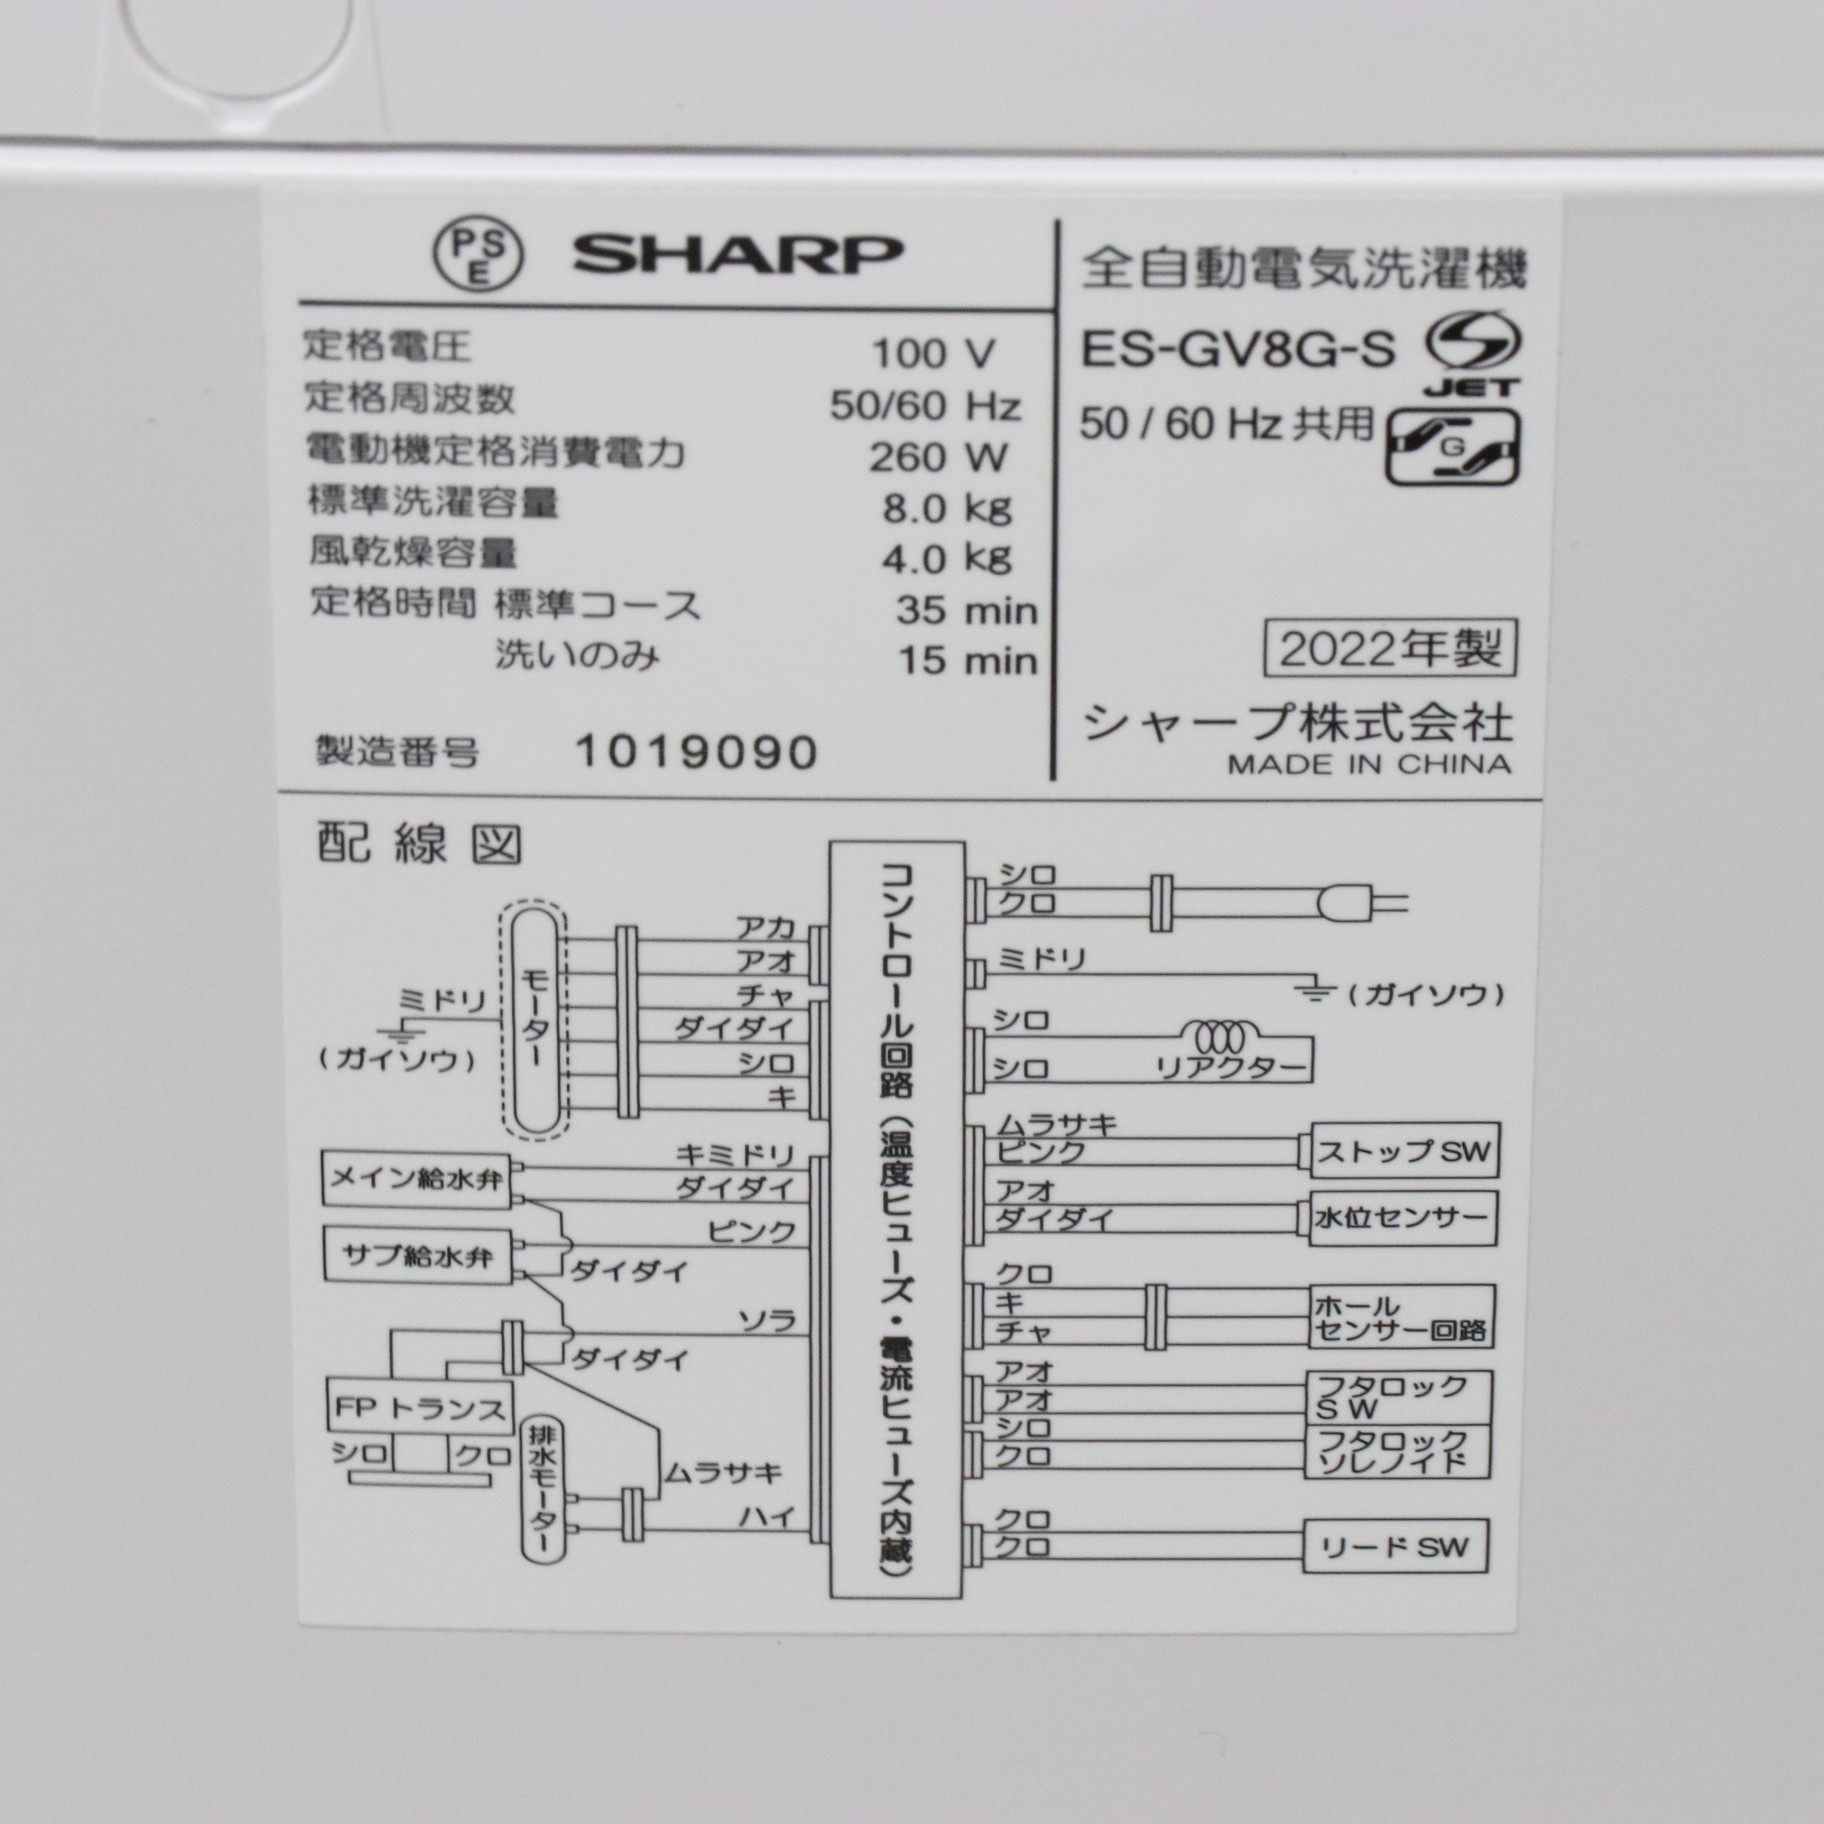 PSE SHARP
定格電圧 100 V
定格周波数 50/60 Hz
電動機定格消費電力 260 W
標準洗濯容量 8.0 kg
風乾燥容量 4.0 kg
定格時間 標準コース 35 min
洗いのみ 15 min
製造番号 1019090
全自動電気洗濯機
ES-GV8G-S
JET
50 / 60 Hz 共用
G
2022年製
シャープ株式会社
MADE IN CHINA
配線図
モーター
ミドリ
(ガイソウ)
アカ
アオ
チャ
ダイダイ
シロ
キ
メイン給水弁
キミドリ
ダイダイ
サブ給水弁
ピンク
ダイダイ
ソラ
ダイダイ
FP トランス
シロ
クロ
排水モーター
ムラサキ
ハイ
コントロール回路(温度ヒューズ・電流ヒューズ内蔵)
シロ
クロ
ミドリ
(ガイソウ)
シロ
シロ
リアクター
ムラサキ
ピンク
ストップ SW
アオ
ダイダイ
水位センサー
クロ
キ
チャ
ホール
センサー回路
アオ
アオ
フタロック
SW
シロ
クロ
フタロック
ソレノイド
クロ
クロ
リード SW